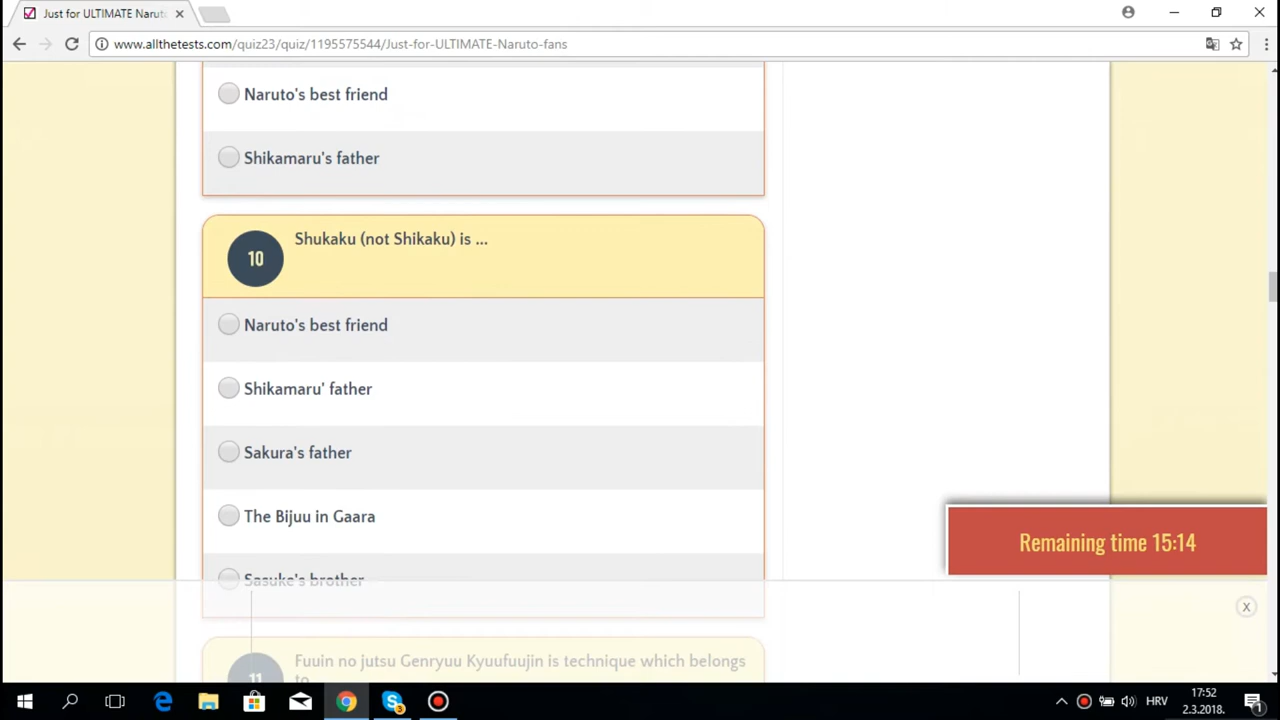 Just for ULTIMATE Naruto
www.allthetests.com/quiz23/quiz/1195575544/Just-for-ULTIMATE-Naruto-fans
Naruto's best friend
Shikamaru's father
10
Shukaku (not Shikaku) is ...
Naruto's best friend
Shikamaru' father
Sakura's father
The Bijuu in Gaara
Sasuke's brother
Remaining time 15:14
X
11
Fuuin no jutsu Genryuu Kyuufuujin is technique which belongs
to
3
HRV
17:52
2.3.2018.
1